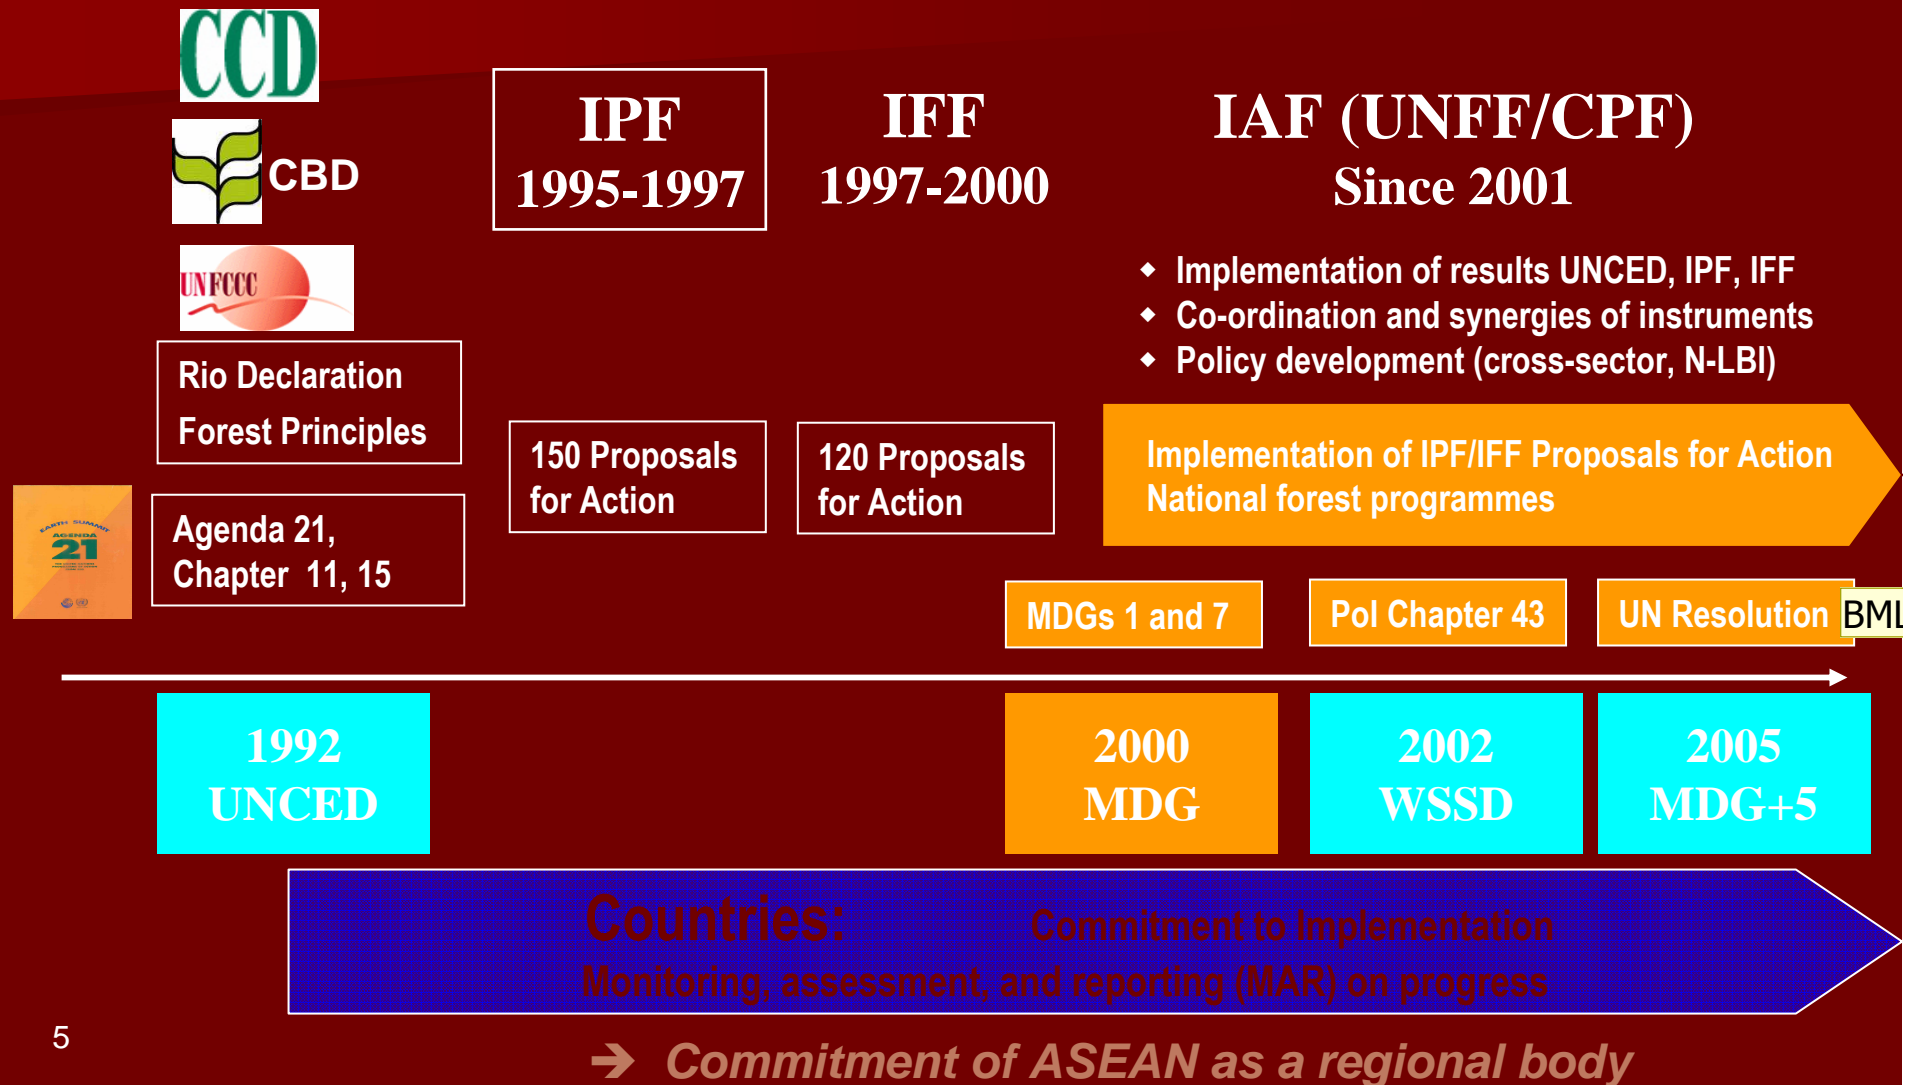 CCD
CBD
UNFCCC
Rio Declaration
Forest Principles
EARTH SUMMIT
AGENDA
21
Agenda 21,
Chapter 11, 15
IPF
1995-1997
150 Proposals
for Action
IFF
1997-2000
120 Proposals
for Action
IAF (UNFF/CPF)
Since 2001
Implementation of results UNCED, IPF, IFF
Co-ordination and synergies of instruments
Policy development (cross-sector, N-LBI)
Implementation of IPF/IFF Proposals for Action
National forest programmes
MDGs 1 and 7
PoI Chapter 43
UN Resolution
BML
1992
UNCED
2000
MDG
2002
WSSD
2005
MDG+5
Countries: Commitment to Implementation
Monitoring, assessment, and reporting (MAR) on progress
5
➔ Commitment of ASEAN as a regional body